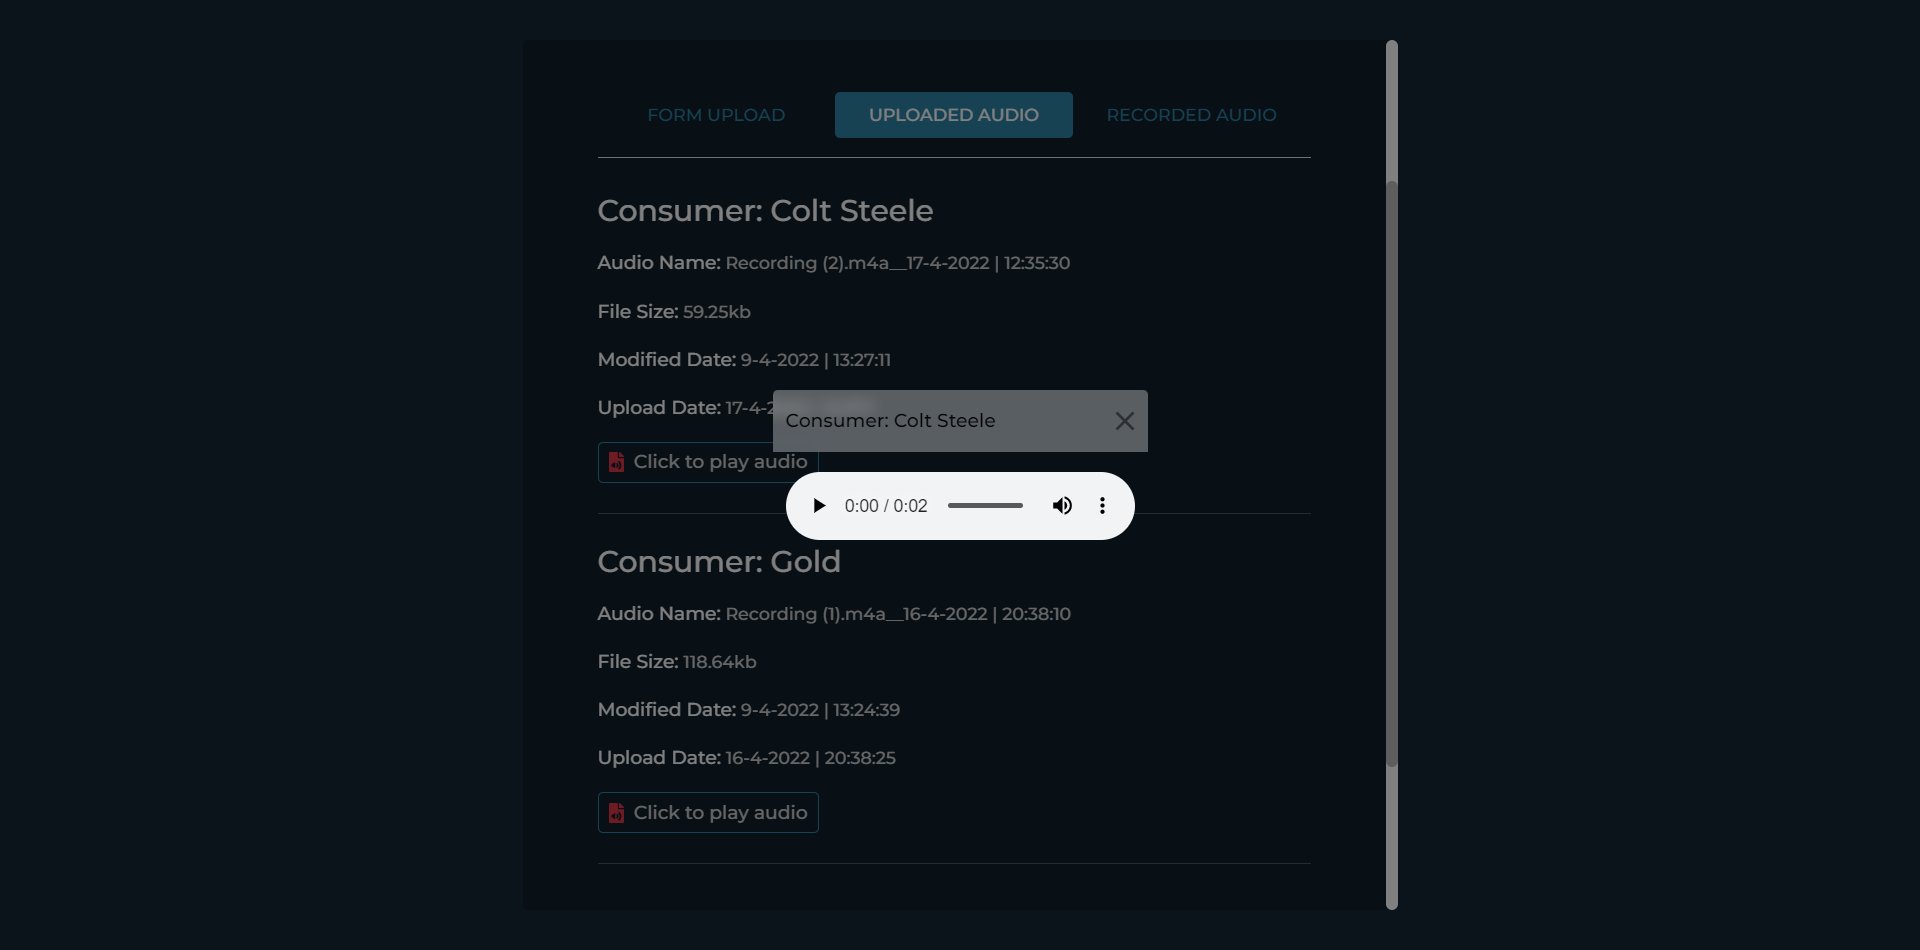 FORM UPLOAD
UPLOADED AUDIO
RECORDED AUDIO
Consumer: Colt Steele
Audio Name: Recording (2).m4a__17-4-2022 | 12:35:30
File Size: 59.25kb
Modified Date: 9-4-2022 | 13:27:11
Upload Date: 17-4-
Consumer: Colt Steele
Click to play audio
0:00 / 0:02
Consumer: Gold
Audio Name: Recording (1).m4a__16-4-2022 | 20:38:10
File Size: 118.64kb
Modified Date: 9-4-2022 | 13:24:39
Upload Date: 16-4-2022 | 20:38:25
Click to play audio